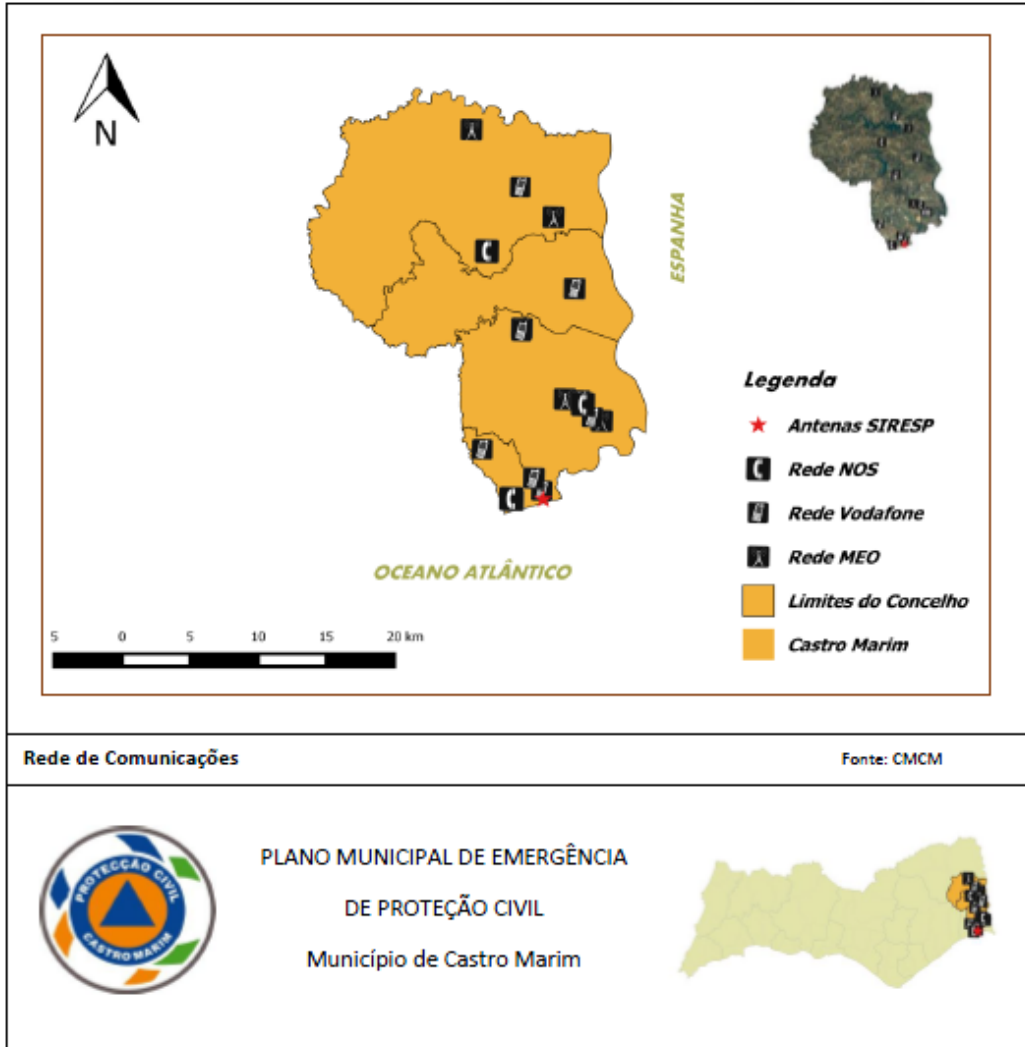 N
ESPANHA
OCEANO ATLÂNTICO
Legenda
Antenas SIRESP
Rede NOS
Rede Vodafone
Rede MEO
Limites do Concelho
Castro Marim
5 0 5 10 15 20 km
Rede de Comunicações
Fonte: CMCM
PROTECÇÃO CIVIL
CASTRO MARIM
PLANO MUNICIPAL DE EMERGÊNCIA
DE PROTEÇÃO CIVIL
Município de Castro Marim